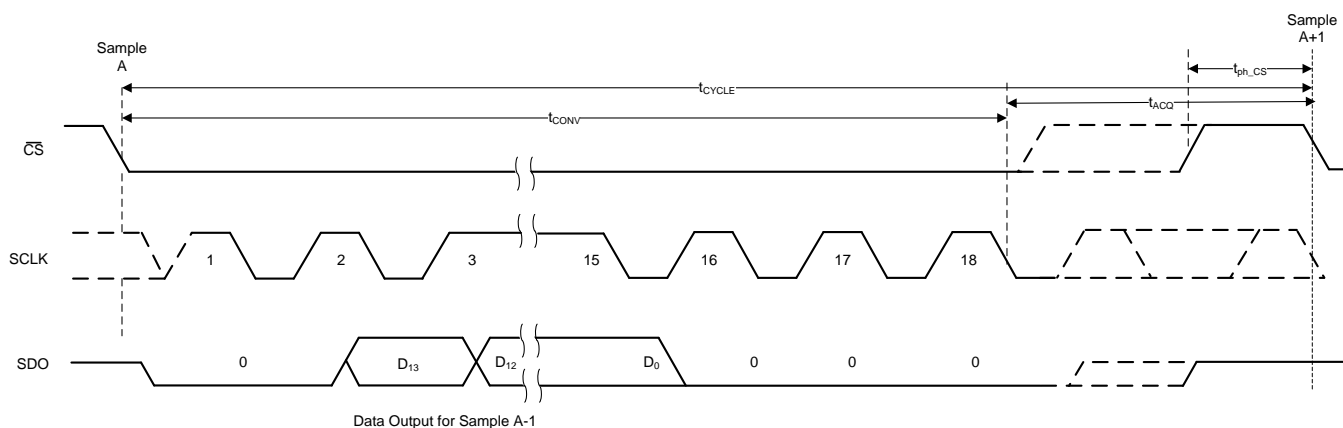 Sample
A
Sample
A+1
tph_CS
tCYCLE
tACQ
tCONV
CS
SCLK
1
2
3
15
16
17
18
SDO
0
D13
D12
D0
0
0
0
Data Output for Sample A-1